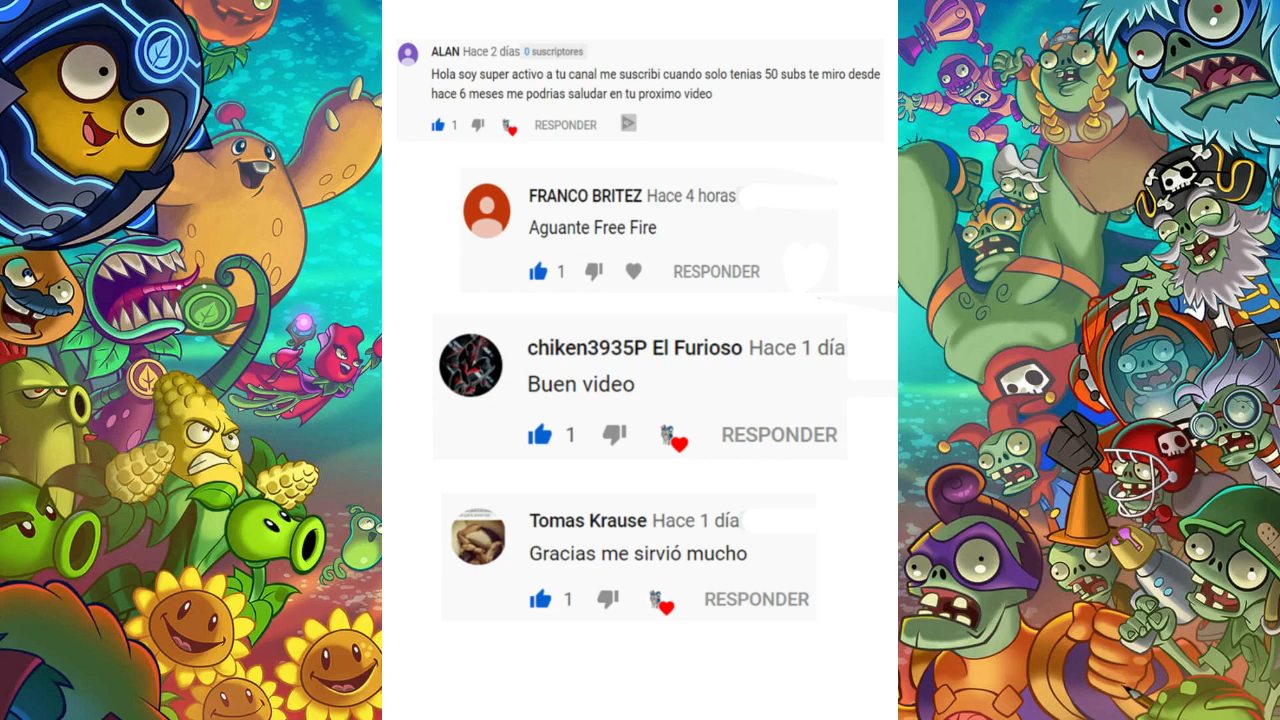 ALAN Hace 2 días 0 suscriptores
Hola soy super activo a tu canal me suscribi cuando solo tenias 50 subs te miro desde
hace 6 meses me podrias saludar en tu proximo video
1 RESPONDER
FRANCO BRITEZ Hace 4 horas
Aguante Free Fire
1 RESPONDER
chiken3935P El Furioso Hace 1 día
Buen video
1 RESPONDER
Tomas Krause Hace 1 día
Gracias me sirvió mucho
1 RESPONDER